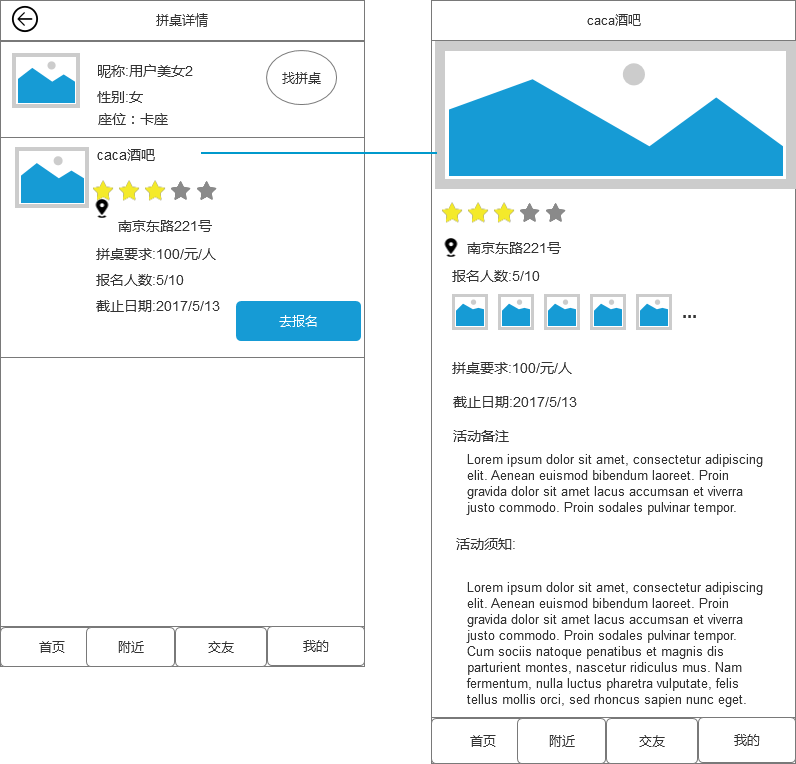 拼桌详情
昵称:用户美女2
性别:女
座位：卡座
找拼桌
caca酒吧
南京东路221号
拼桌要求:100/元/人
报名人数:5/10
截止日期:2017/5/13
去报名
首页
附近
交友
我的
caca酒吧
南京东路221号
报名人数:5/10
...
拼桌要求:100/元/人
截止日期:2017/5/13
活动备注
Lorem ipsum dolor sit amet, consectetur adipiscing
elit. Aenean euismod bibendum laoreet. Proin
gravida dolor sit amet lacus accumsan et viverra
justo commodo. Proin sodales pulvinar tempor.
活动须知:
Lorem ipsum dolor sit amet, consectetur adipiscing
elit. Aenean euismod bibendum laoreet. Proin
gravida dolor sit amet lacus accumsan et viverra
justo commodo. Proin sodales pulvinar tempor.
Cum sociis natoque penatibus et magnis dis
parturient montes, nascetur ridiculus mus. Nam
fermentum, nulla luctus pharetra vulputate, felis
tellus mollis orci, sed rhoncus sapien nunc eget.
首页
附近
交友
我的